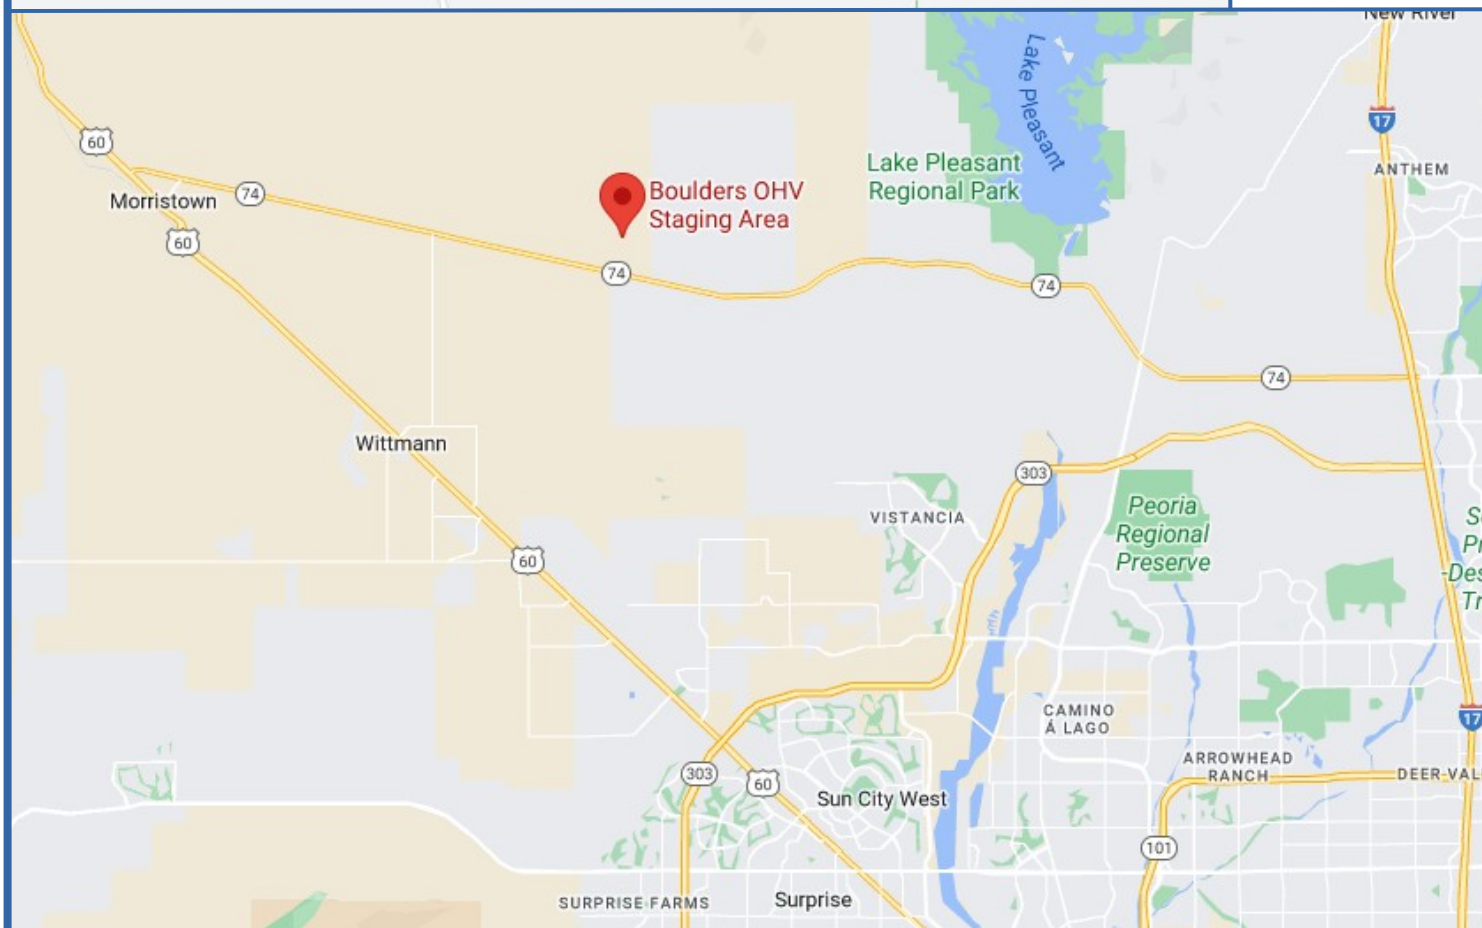 New River
Lake Pleasant
17
60
Lake Pleasant
Regional Park
ANTHEM
Boulders OHV
Staging Area
Morristown
74
60
74
74
74
Wittmann
303
VISTANCIA
Peoria
Regional
Preserve
60
CAMINO
Á LAGO
17
ARROWHEAD
RANCH
DEER VAL
303
60
Sun City West
101
SURPRISE FARMS
Surprise